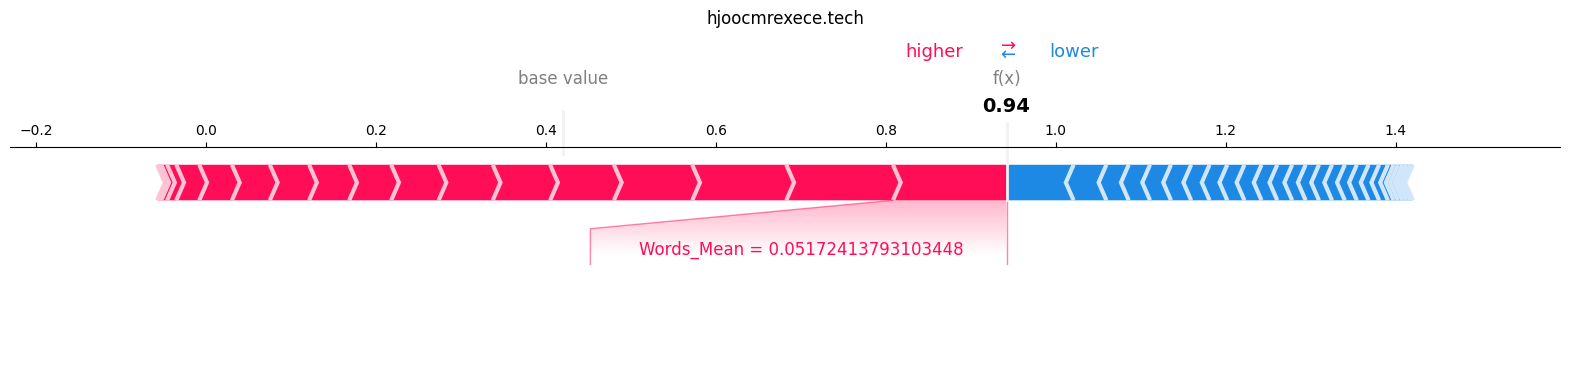 hjoocmrexece.tech
higher ⇄ lower
base value f(x)
0.94
−0.2 0.0 0.2 0.4 0.6 0.8 1.0 1.2 1.4
Words_Mean = 0.05172413793103448